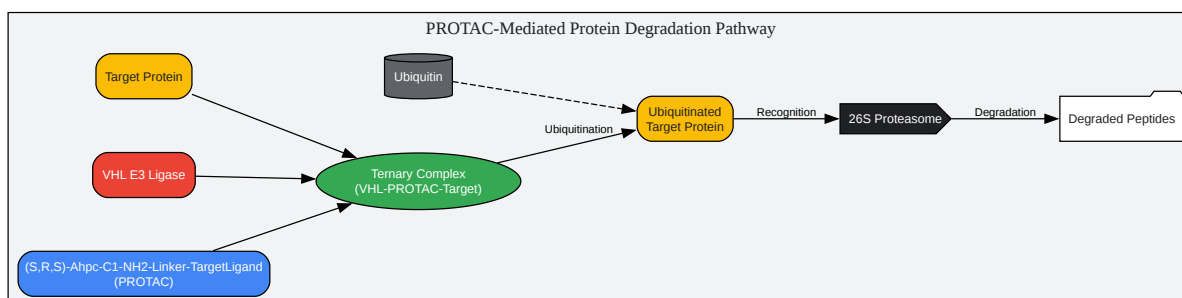 PROTAC-Mediated Protein Degradation Pathway
Target Protein
Ubiquitin
Ubiquitinated
Target Protein
Recognition
26S Proteasome
Degradation
Degraded Peptides
Ubiquitination
VHL E3 Ligase
Ternary Complex
(VHL-PROTAC-Target)
(S,R,S)-Ahpc-C1-NH2-Linker-TargetLigand
(PROTAC)